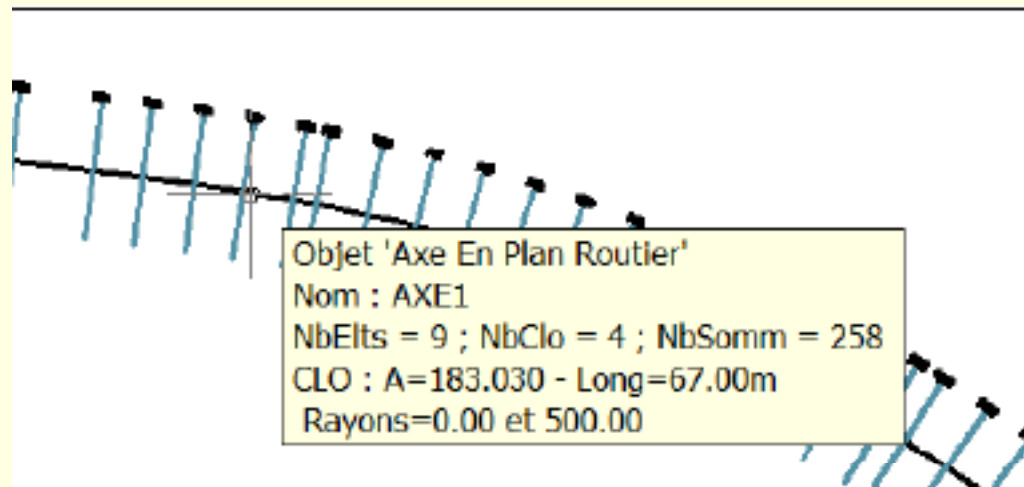 Objet 'Axe En Plan Routier'
Nom : AXE1
NbElts = 9 ; NbClo = 4 ; NbSomm = 258
CLO : A=183.030 - Long=67.00m
Rayons=0.00 et 500.00